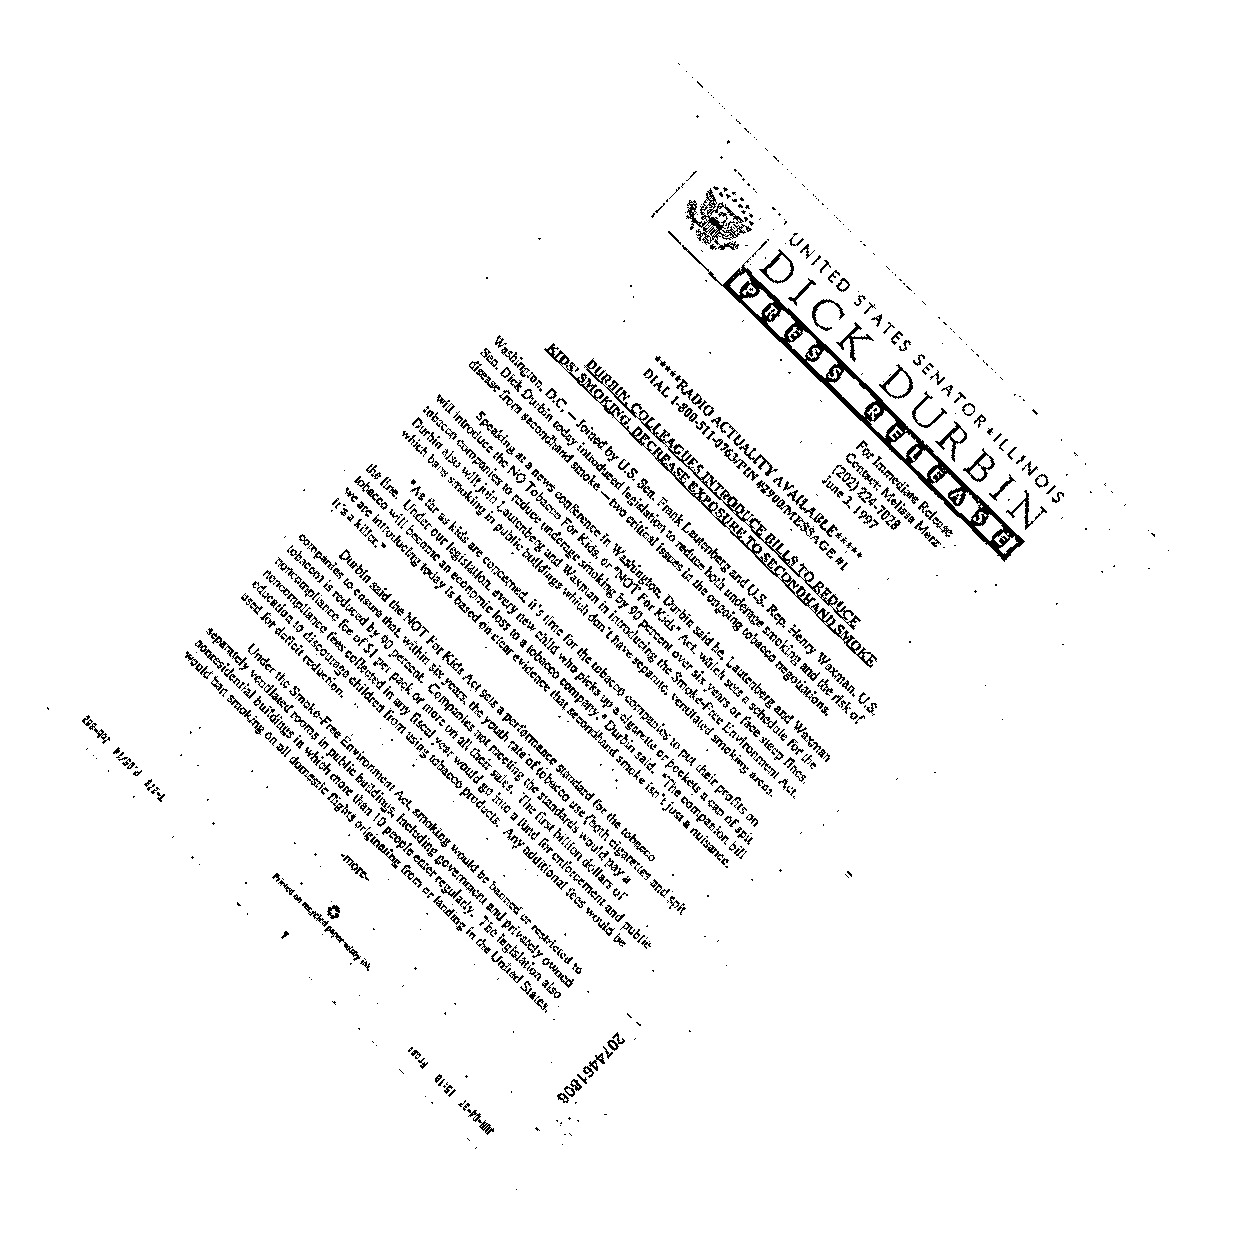 UNITED STATES SENATOR • ILLINOIS
DICK DURBIN
PRESS RELEASE
For Immediate Release
Contact: Melissa Merz
(202) 224-7028
June 3, 1997
*****RADIO ACTUALITY AVAILABLE*****
DIAL 1-800-511-0763/PIN #2900/MESSAGE #1
DURBIN, COLLEAGUES INTRODUCE BILLS TO REDUCE
KIDS' SMOKING, DECREASE EXPOSURE TO SECONDHAND SMOKE
Washington, D.C. — Joined by U.S. Sen. Frank Lautenberg and U.S. Rep. Henry Waxman, U.S.
Sen. Dick Durbin today introduced legislation to reduce both underage smoking and the risk of
disease from secondhand smoke — two critical issues in the ongoing tobacco negotiations.
Speaking at a news conference in Washington, Durbin said he, Lautenberg and Waxman
will introduce the NO Tobacco For Kids, or "NOT For Kids" Act, which sets a schedule for the
tobacco companies to reduce underage smoking by 90 percent over six years or face steep fines.
Durbin also will join Lautenberg and Waxman in introducing the Smoke-Free Environment Act,
which bans smoking in public buildings which don't have separate, ventilated smoking areas.
"As far as kids are concerned, it's time for the tobacco companies to put their profits on
the line. Under our legislation, every new child who picks up a cigarette or pockets a can of spit
tobacco will become an economic loss to a tobacco company," Durbin said. "The companion bill
we are introducing today is based on clear evidence that secondhand smoke isn't just a nuisance.
It's a killer."
Durbin said the NOT For Kids Act sets a performance standard for the tobacco
companies to ensure that, within six years, the youth rate of tobacco use (both cigarettes and spit
tobacco) is reduced by 90 percent. Companies not meeting the standards would pay a
noncompliance fee of $1 per pack or more on all their sales. The first billion dollars of
noncompliance fees collected in any fiscal year would go into a fund for enforcement and public
education to discourage children from using tobacco products. Any additional fees would be
used for deficit reduction.
Under the Smoke-Free Environment Act, smoking would be banned or restricted to
separately ventilated rooms in public buildings, including government and privately owned
nonresidential buildings in which more than 10 people enter regularly. The legislation also
would ban smoking on all domestic flights originating from or landing in the United States.
-more-
Printed on recycled paper
2074461806
JUN-04-97 15:10 From: